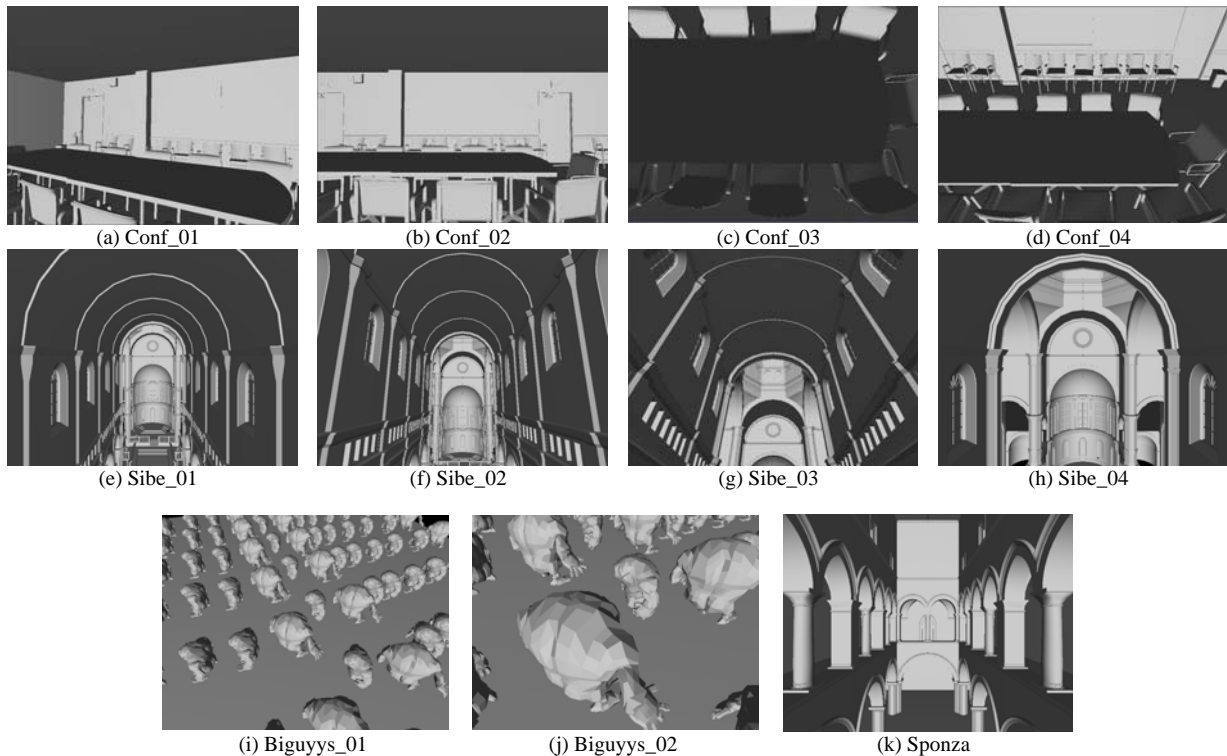 (a) Conf_01
(b) Conf_02
(c) Conf_03
(d) Conf_04
(e) Sibe_01
(f) Sibe_02
(g) Sibe_03
(h) Sibe_04
(i) Biguyys_01
(j) Biguyys_02
(k) Sponza